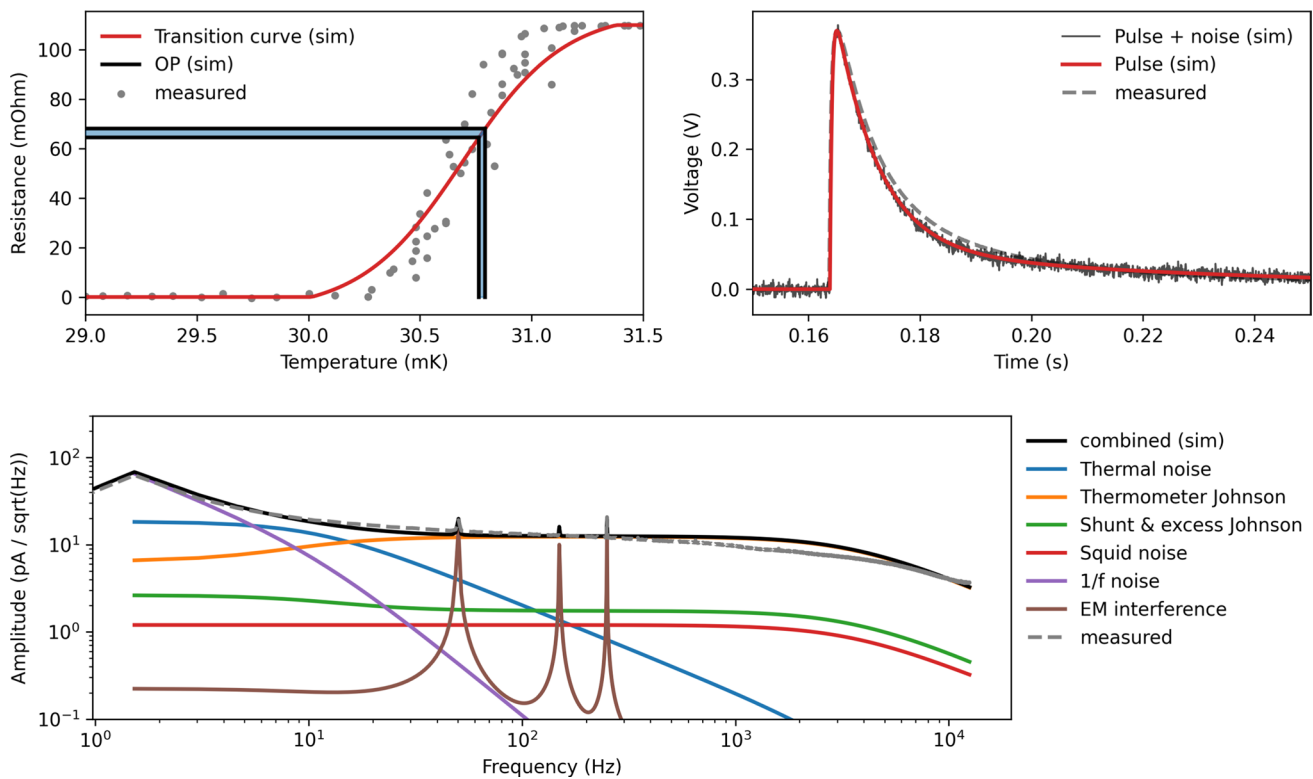 Transition curve (sim)
OP (sim)
measured
Resistance (mOhm)
100
80
60
40
20
0
29.0 29.5 30.0 30.5 31.0 31.5
Temperature (mK)
Pulse + noise (sim)
Pulse (sim)
measured
Voltage (V)
0.3
0.2
0.1
0.0
0.16 0.18 0.20 0.22 0.24
Time (s)
Amplitude (pA / sqrt(Hz))
10²
10¹
10⁰
10⁻¹
10⁰ 10¹ 10² 10³ 10⁴
Frequency (Hz)
combined (sim)
Thermal noise
Thermometer Johnson
Shunt & excess Johnson
Squid noise
1/f noise
EM interference
measured